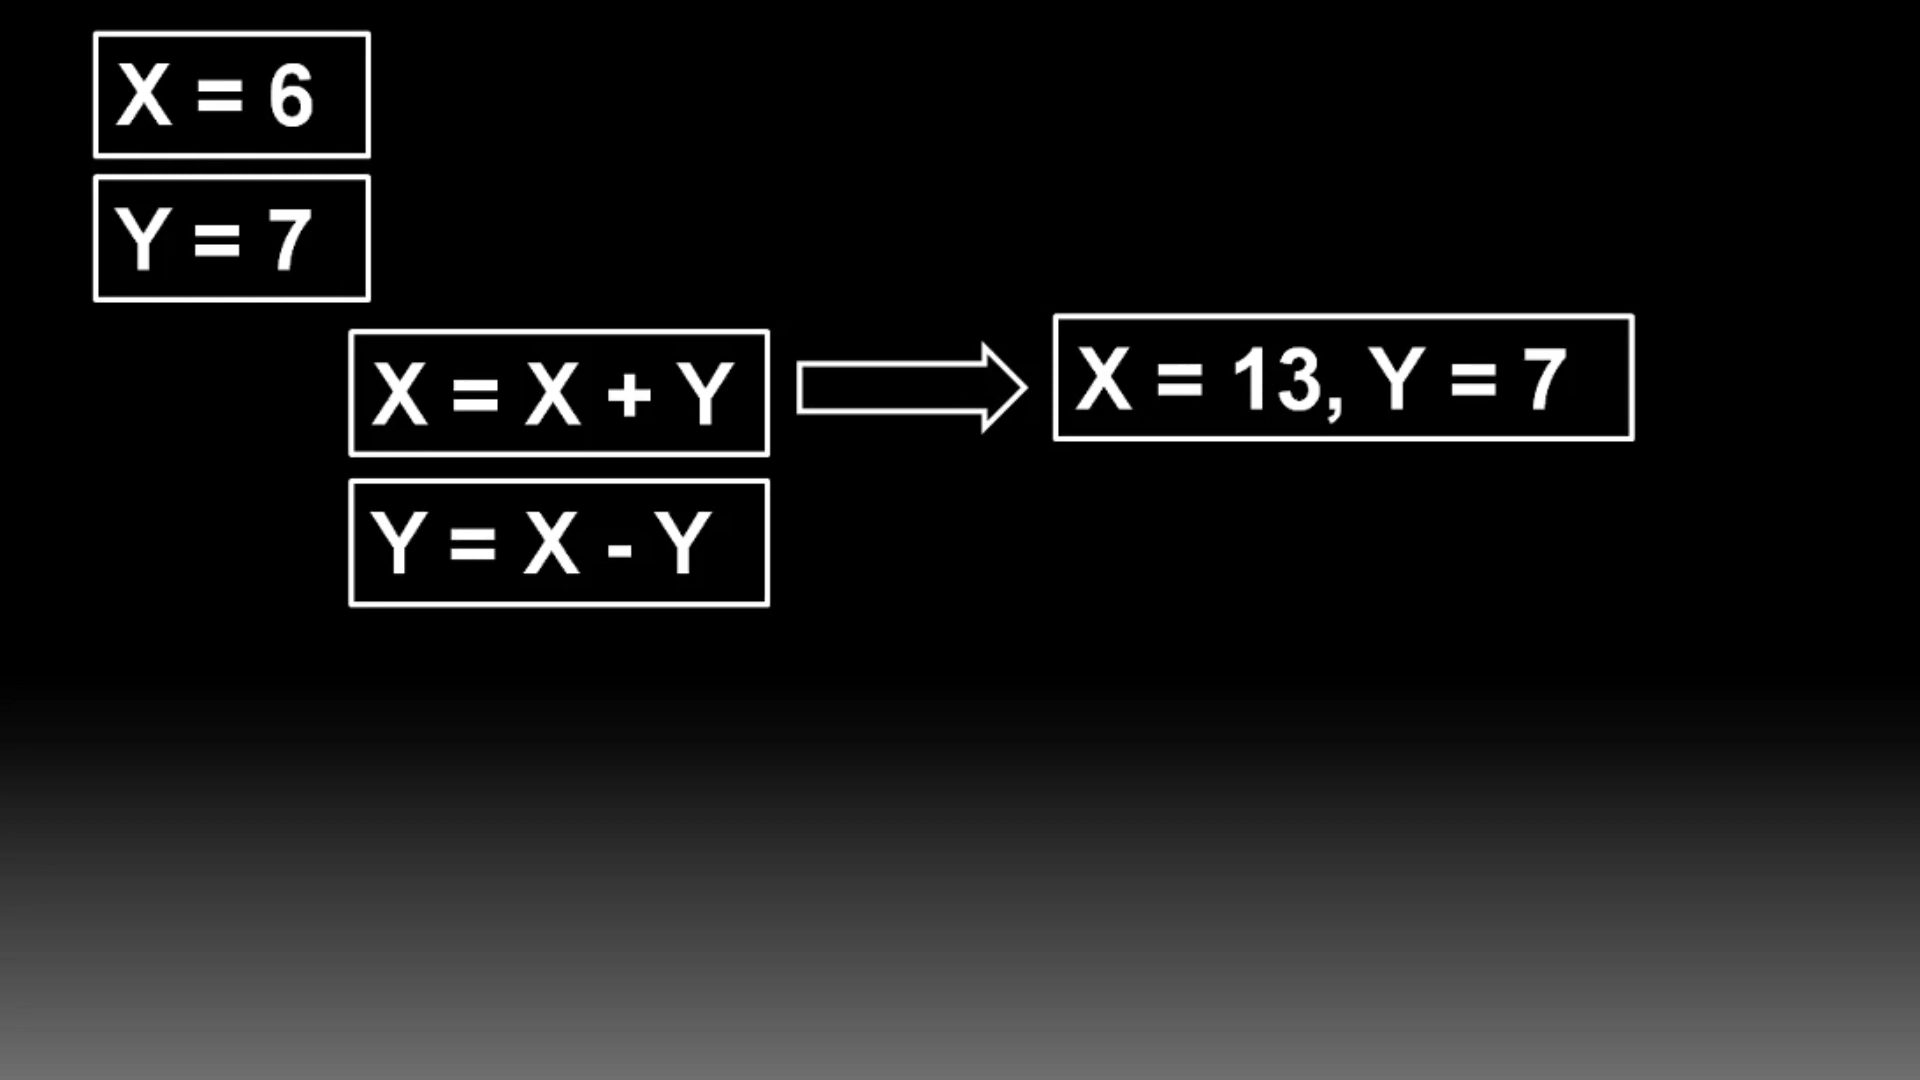 X = 6
Y = 7
X = X + Y
X = 13, Y = 7
Y = X - Y